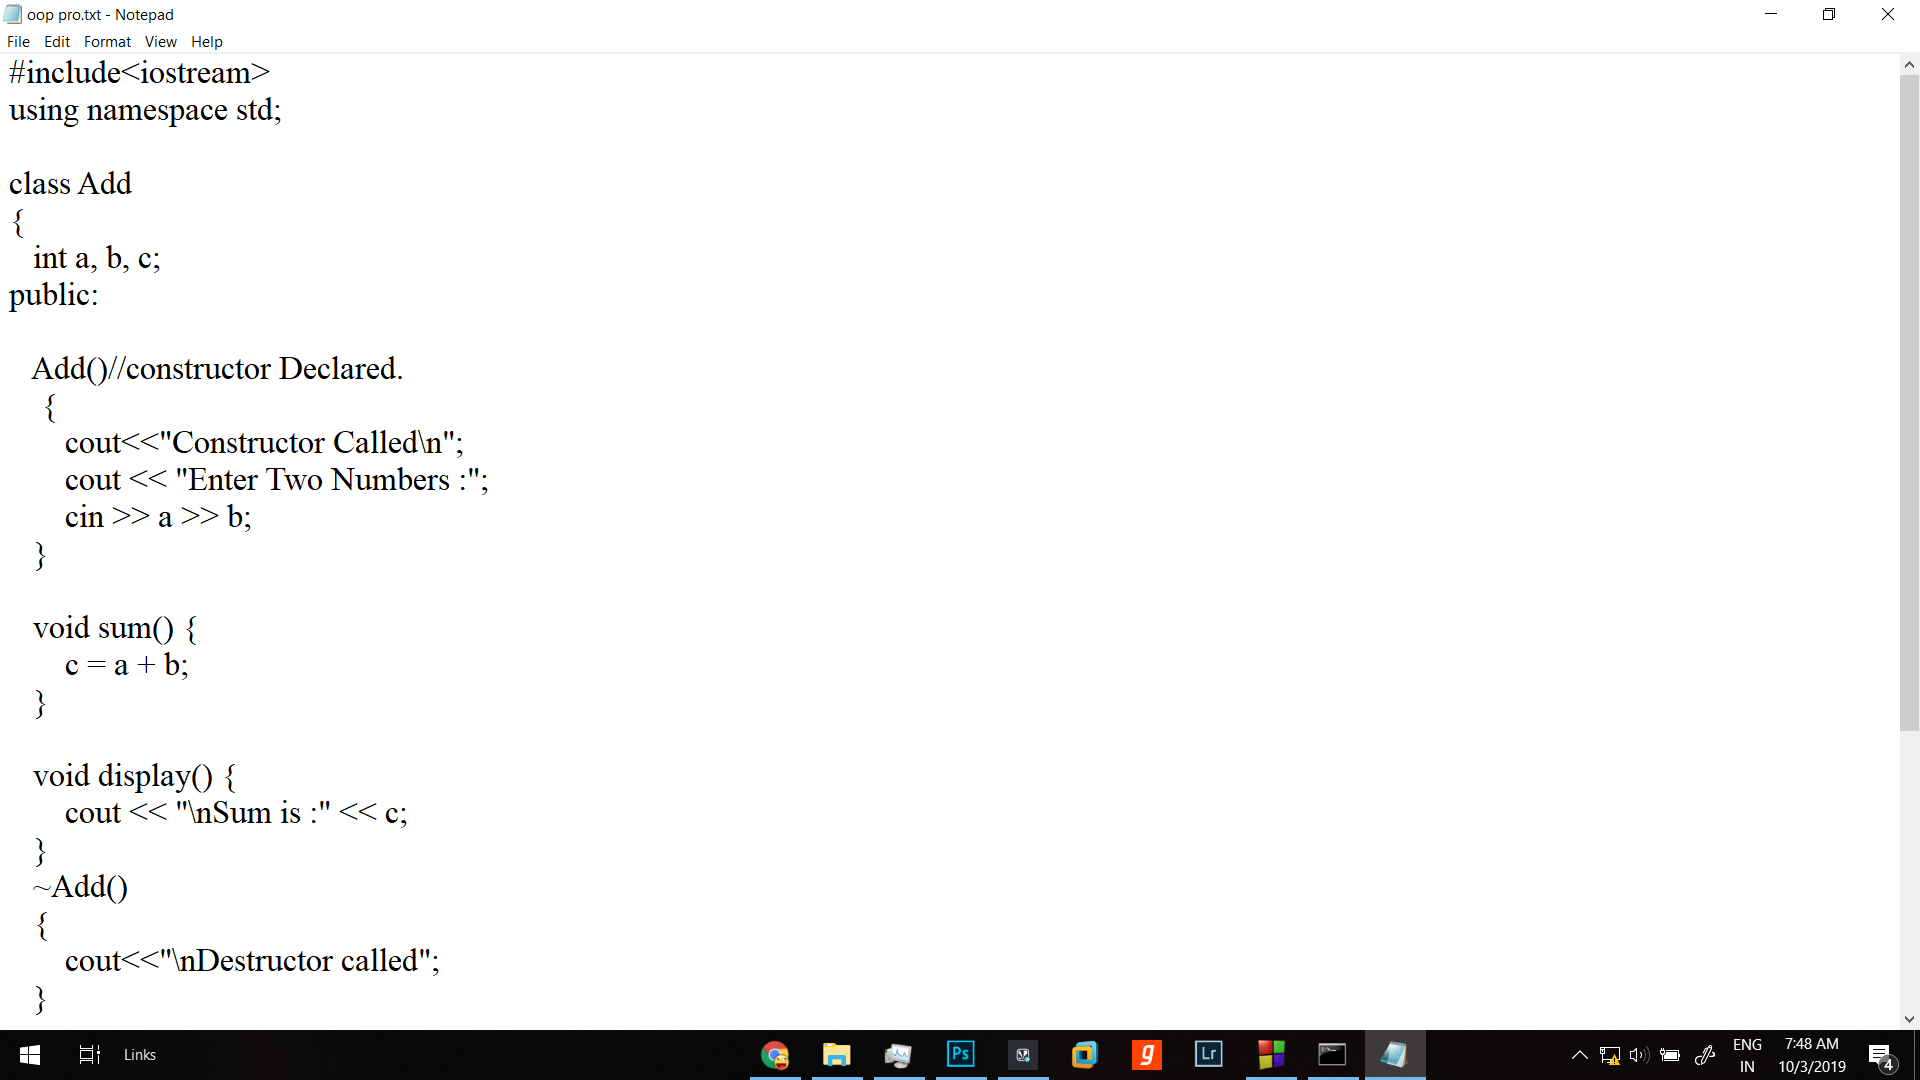 oop pro.txt - Notepad
File Edit Format View Help
#include<iostream>
using namespace std;
class Add
{
int a, b, c;
public:
Add()//constructor Declared.
{
cout<<"Constructor Called\n";
cout << "Enter Two Numbers :";
cin >> a >> b;
}
void sum() {
c = a + b;
}
void display() {
cout << "\nSum is :" << c;
}
~Add()
{
cout<<"\nDestructor called";
}
Links
Ps
g
Lr
ENG
IN
7:48 AM
10/3/2019
4